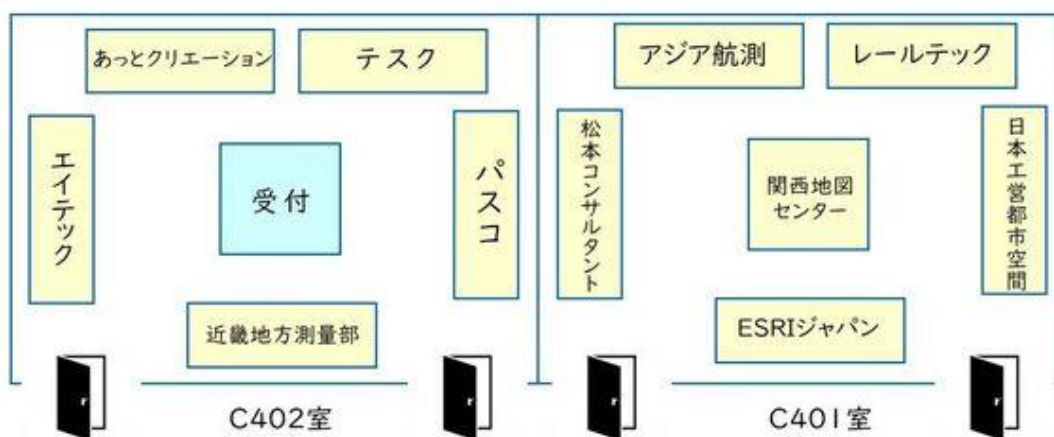 あっとクリエーション
テスク
アジア航測
レールテック
エイテック
受付
パスコ
松本コンサルタント
関西地図
センター
日本工営都市空間
近畿地方測量部
ESRIジャパン
C402室
C401室